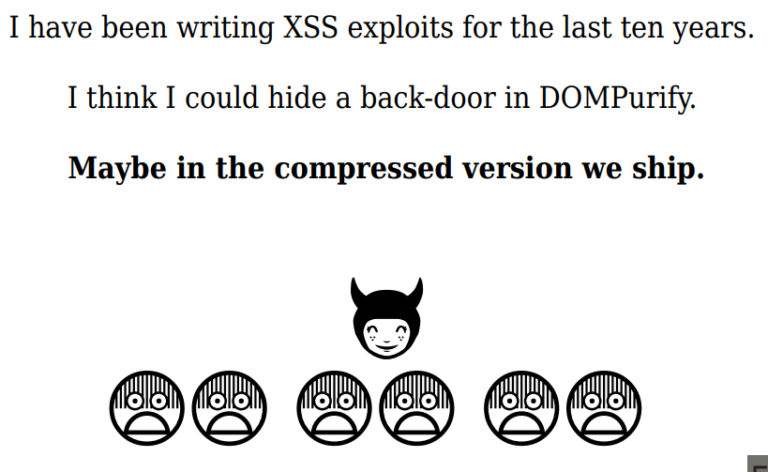 I have been writing XSS exploits for the last ten years.
I think I could hide a back-door in DOMPurify.
Maybe in the compressed version we ship.